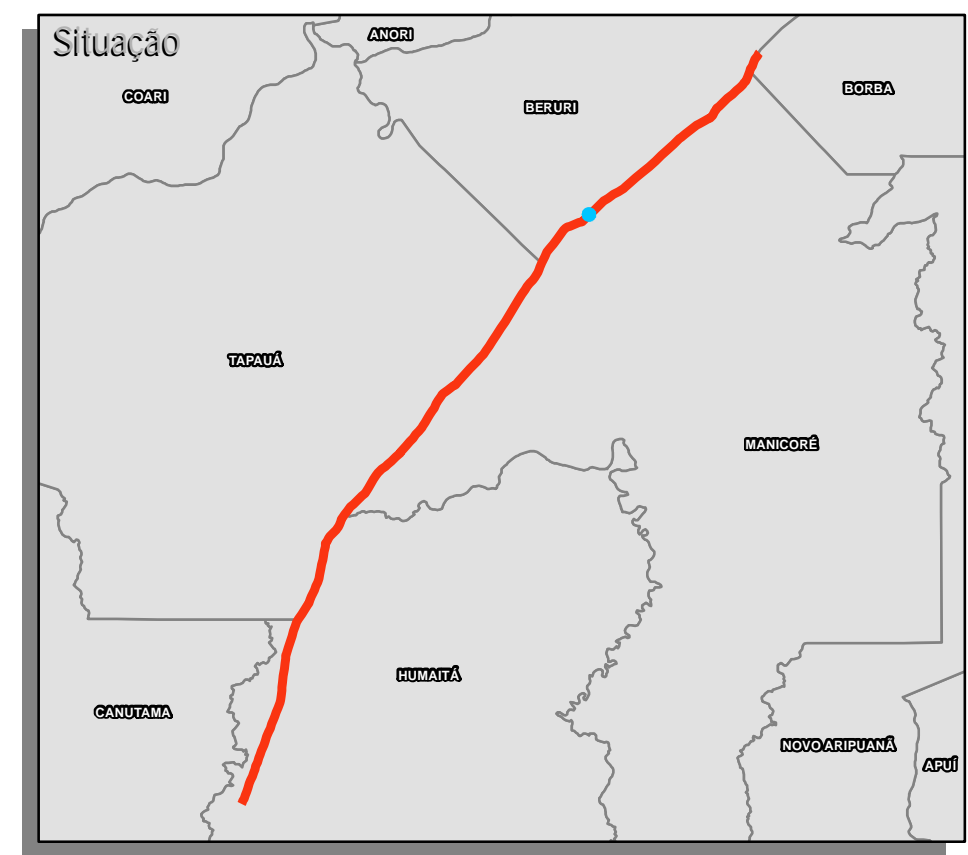 Situação
ANORI
COARI
BORBA
BERURI
TAPAUÁ
MANICORÉ
HUMAITÁ
CANUTAMA
NOVO ARIPUANÃ
APUÍ